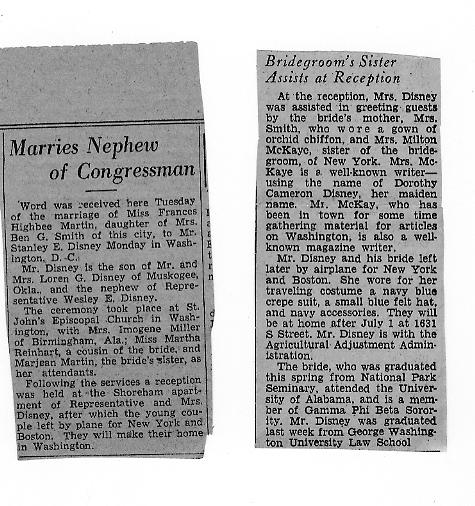 Marries Nephew
of Congressman
Word was received here Tuesday
of the marriage of Miss Frances
Highbee Martin, daughter of Mrs.
Ben G. Smith of this city, to Mr.
Stanley E. Disney Monday in Wash-
ington, D. C.
Mr. Disney is the son of Mr. and
Mrs. Loren G. Disney of Muskogee,
Okla., and the nephew of Repre-
sentative Wesley E. Disney.
The ceremony took place at St.
John's Episcopal Church in Wash-
ington, with Mrs. Imogene Miller
of Birmingham, Ala.; Miss Martha
Reinhart, a cousin of the bride, and
Marjean Martin, the bride's sister, as
her attendants.
Following the services a reception
was held at the Shoreham apart-
ment of Representative and Mrs.
Disney, after which the young cou-
ple left by plane for New York and
Boston. They will make their home
in Washington.
Bridegroom's Sister
Assists at Reception
At the reception, Mrs. Disney
was assisted in greeting guests
by the bride's mother, Mrs.
Smith, who wore a gown of
orchid chiffon, and Mrs. Milton
McKaye, sister of the bride-
groom, of New York. Mrs. Mc-
Kaye is a well-known writer—
using the name of Dorothy
Cameron Disney, her maiden
name. Mr. McKay, who has
been in town for some time
gathering material for articles
on Washington, is also a well-
known magazine writer.
Mr. Disney and his bride left
later by airplane for New York
and Boston. She wore for her
traveling costume a navy blue
crepe suit, a small blue felt hat,
and navy accessories. They will
be at home after July 1 at 1631
S Street. Mr. Disney is with the
Agricultural Adjustment Admin-
istration.
The bride, who was graduated
this spring from National Park
Seminary, attended the Univer-
sity of Alabama, and is a mem-
ber of Gamma Phi Beta Soror-
ity. Mr. Disney was graduated
last week from George Washing-
ton University Law School